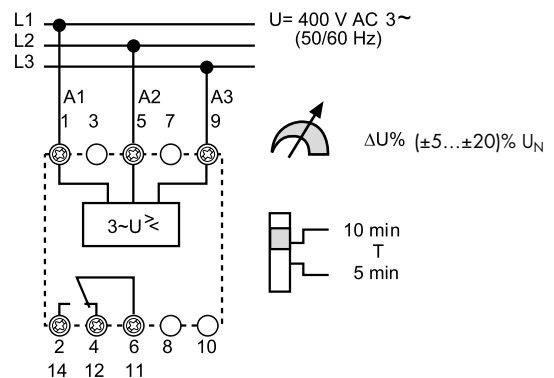 L1
U= 400 V AC 3~
L2
(50/60 Hz)
L3
A1 A2 A3
1 3 5 7 9
ΔU% (±5...±20)% UN
3~U ><
10 min
T
5 min
2 4 6 8 10
14 12 11